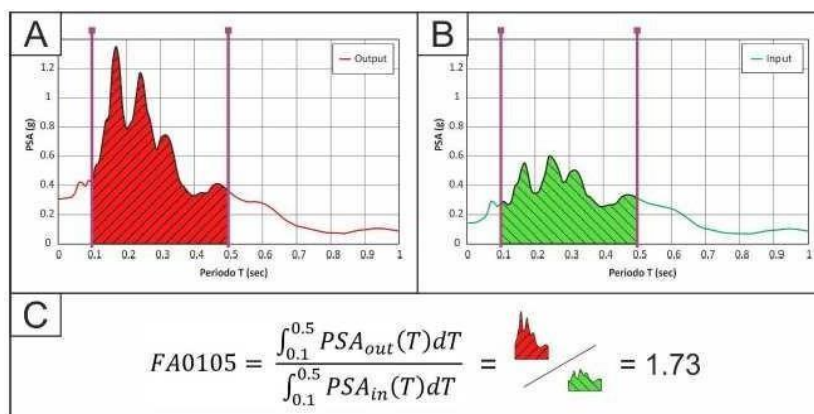 A
Output
PSA (g)
1.2
1
0.8
0.6
0.4
0.2
0
0 0.1 0.2 0.3 0.4 0.5 0.6 0.7 0.8 0.9 1
Periodo T (sec)
B
Input
PSA (g)
1.2
1
0.8
0.6
0.4
0.2
0
0 0.1 0.2 0.3 0.4 0.5 0.6 0.7 0.8 0.9 1
Periodo T (sec)
C
FA0105 = ∫_{0.1}^{0.5} PSA_{out}(T)dT / ∫_{0.1}^{0.5} PSA_{in}(T)dT = / = 1.73